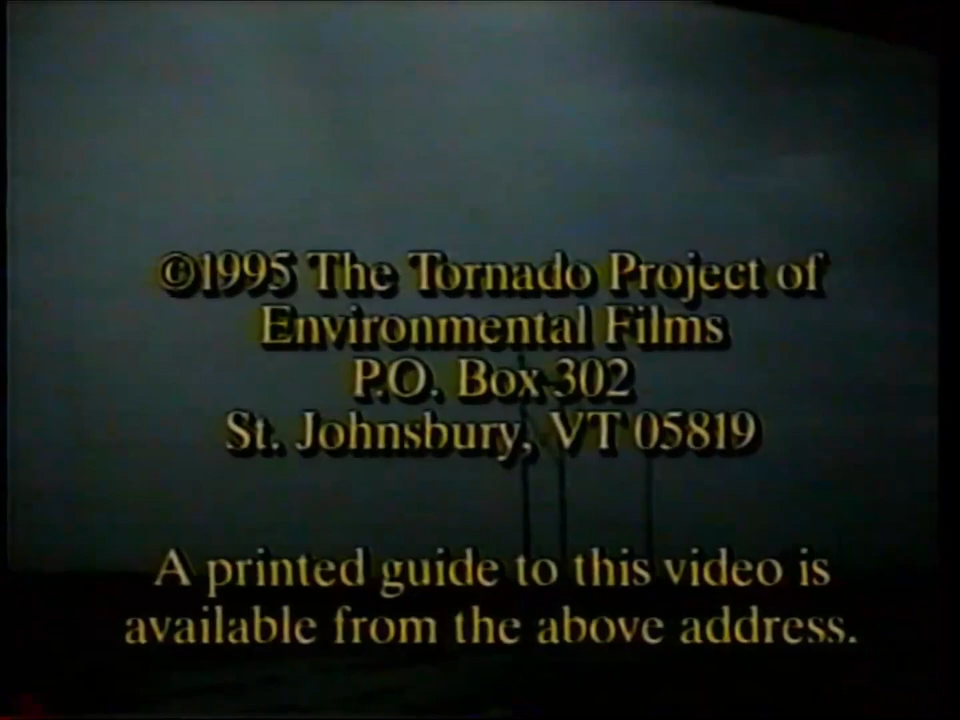 ©1995 The Tornado Project of
Environmental Films
P.O. Box 302
St. Johnsbury, VT 05819
A printed guide to this video is
available from the above address.